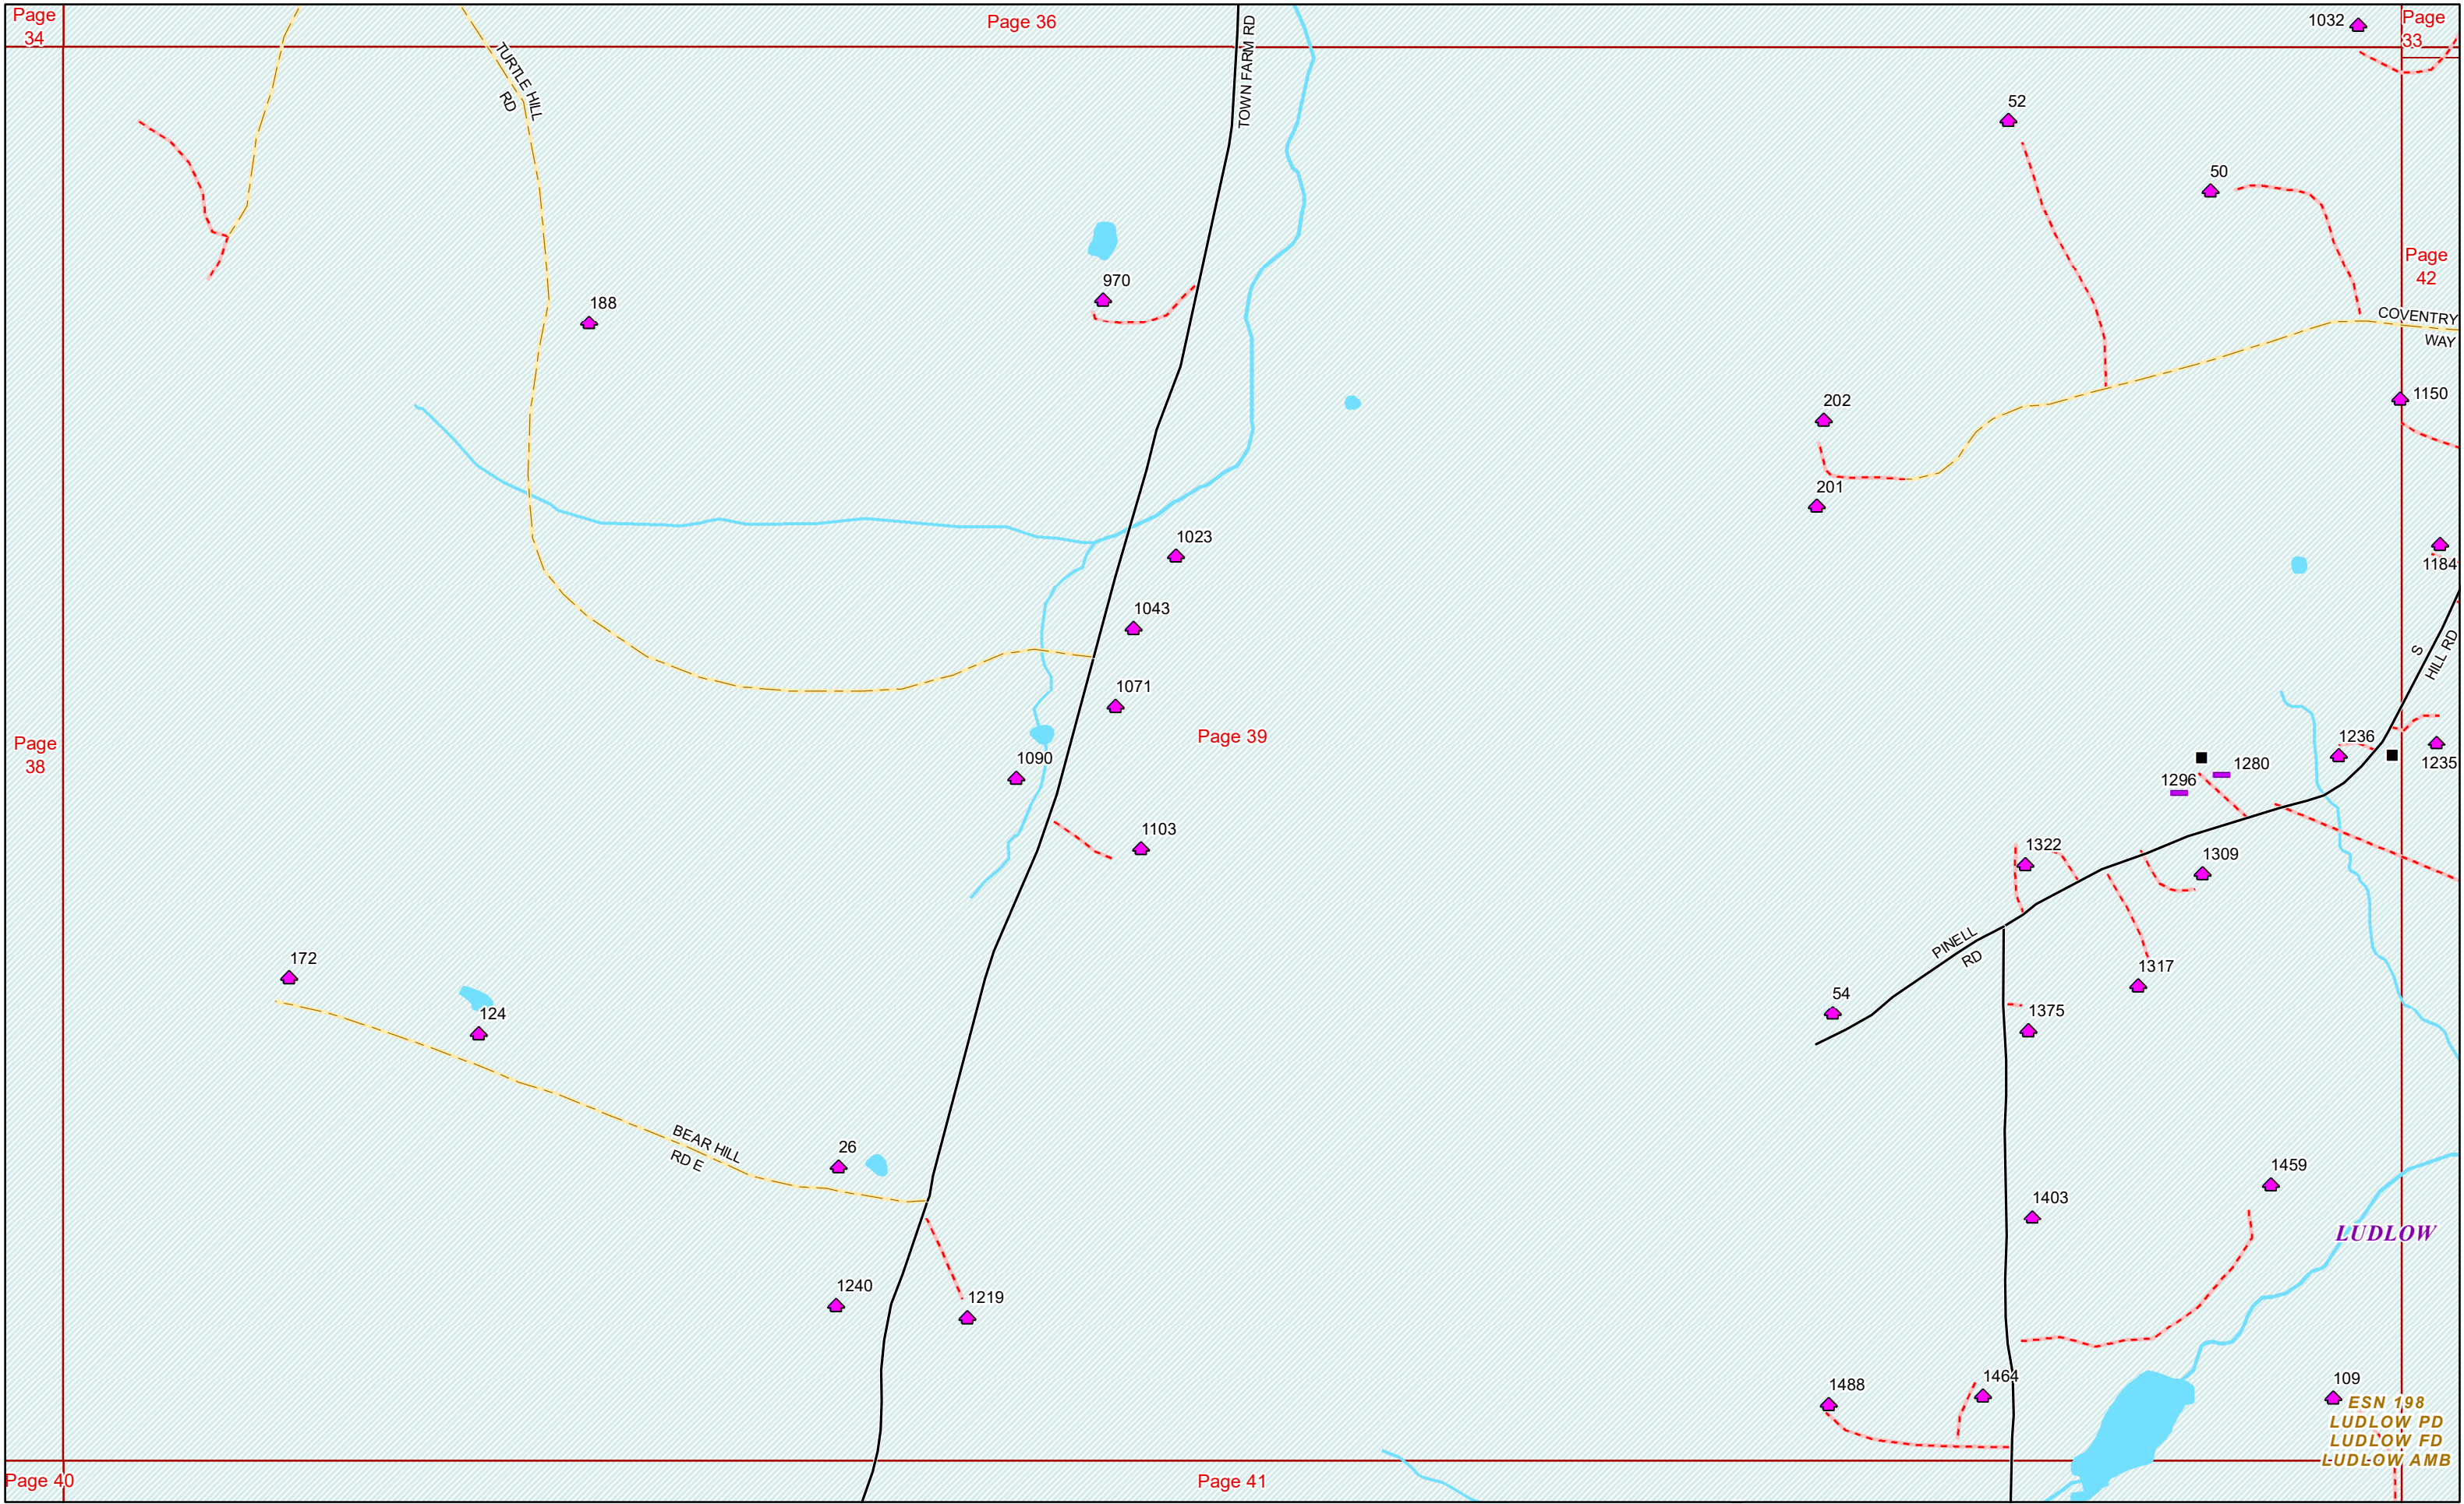 Page
34
Page 36
TOWN FARM RD
1032
Page
33
TURTLE HILL
RD
52
50
Page
42
970
188
COVENTRY
WAY
1150
202
201
1023
1184
1043
S
HILL RD
1071
Page 39
Page
38
1090
1236
1235
1280
1296
1103
1322
1309
PINELL
RD
172
1317
54
124
1375
BEAR HILL
RD E
26
1459
1403
LUDLOW
1240
1219
1464
1488
109
ESN 198
LUDLOW PD
LUDLOW FD
LUDLOW AMB
Page 40
Page 41